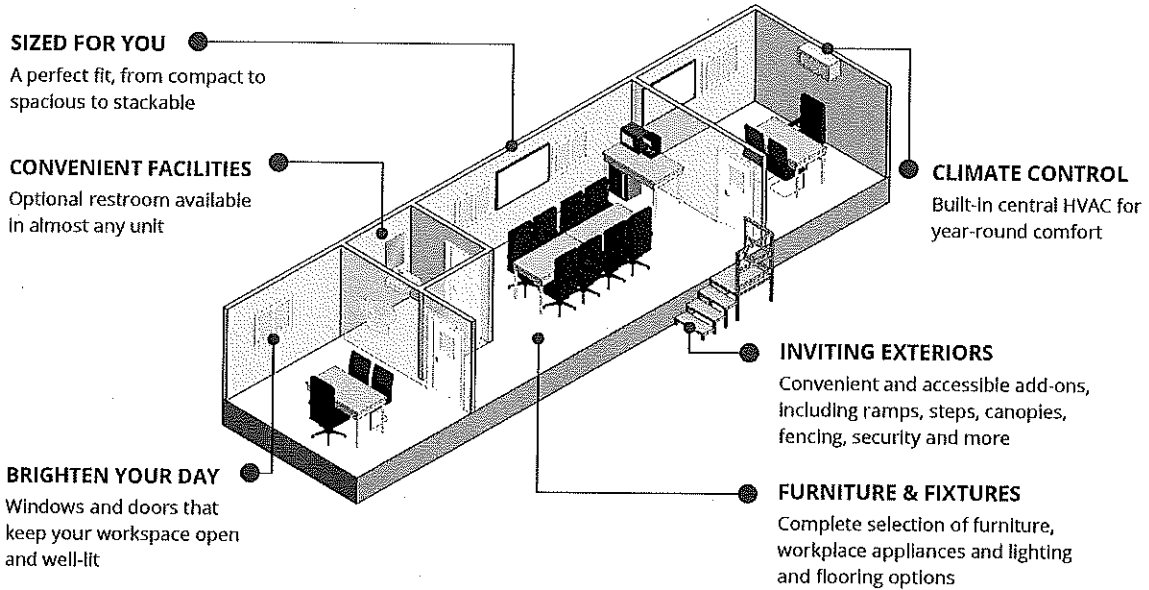 SIZED FOR YOU
A perfect fit, from compact to
spacious to stackable
CONVENIENT FACILITIES
Optional restroom available
in almost any unit
CLIMATE CONTROL
Built-in central HVAC for
year-round comfort
INVITING EXTERIORS
Convenient and accessible add-ons,
including ramps, steps, canopies,
fencing, security and more
BRIGHTEN YOUR DAY
Windows and doors that
keep your workspace open
and well-lit
FURNITURE & FIXTURES
Complete selection of furniture,
workplace appliances and lighting
and flooring options